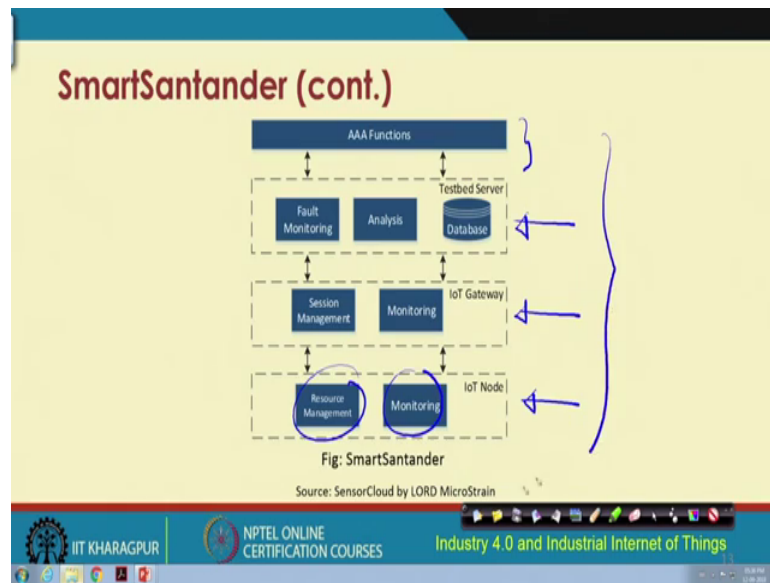 SmartSantander (cont.)
AAA Functions
Testbed Server
Fault
Monitoring
Analysis
Database
IoT Gateway
Session
Management
Monitoring
IoT Node
Resource
Management
Monitoring
Fig: SmartSantander
Source: SensorCloud by LORD MicroStrain
IIT KHARAGPUR
NPTEL ONLINE
CERTIFICATION COURSES
Industry 4.0 and Industrial Internet of Things
13